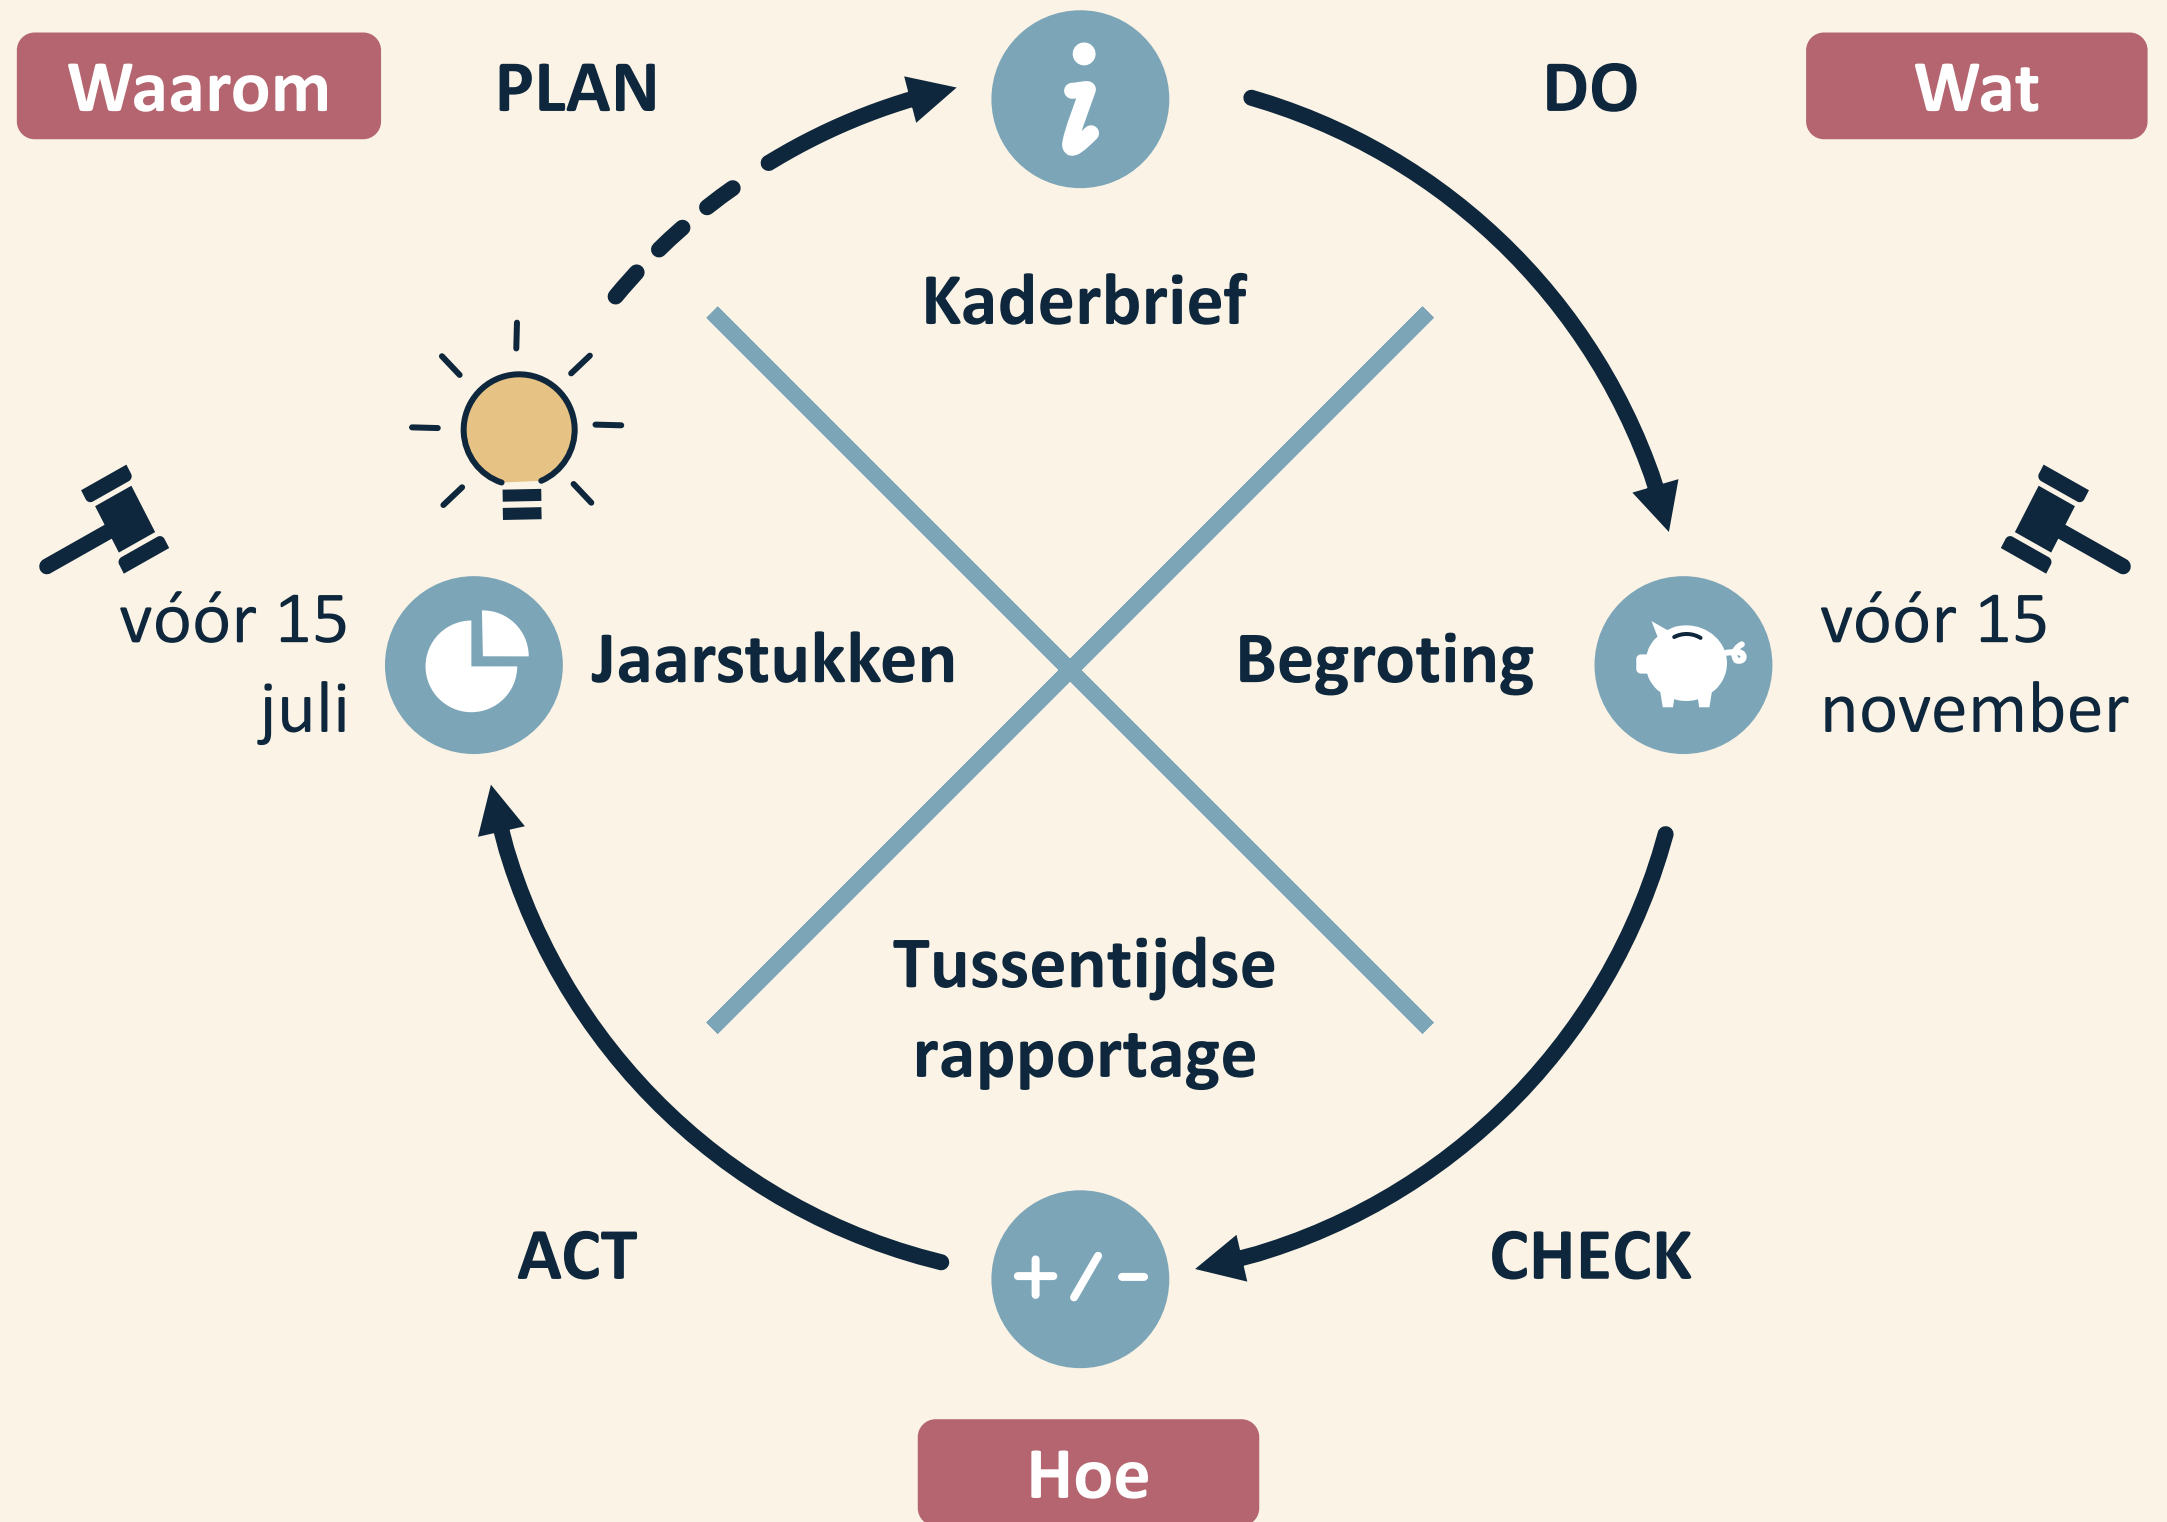 Waarom
PLAN
DO
Wat
Kaderbrief
vóór 15
juli
Jaarstukken
Begroting
vóór 15
november
Tussentijdse
rapportage
ACT
+/-
CHECK
Hoe